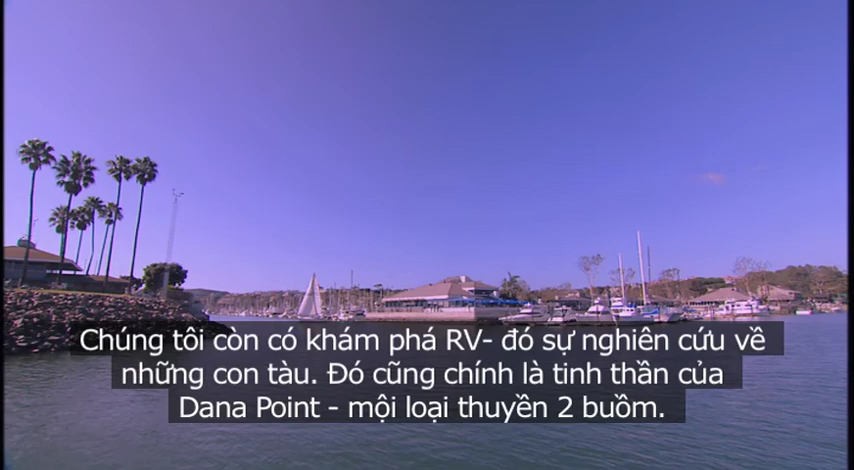 Chúng tôi còn có khám phá RV- đó sự nghiên cứu về
những con tàu. Đó cũng chính là tinh thần của
Dana Point - mội loại thuyền 2 buồm.